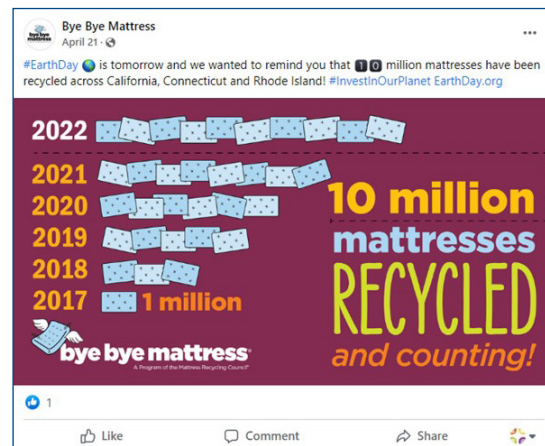 Bye Bye Mattress
April 21 ·
#EarthDay 🌎 is tomorrow and we wanted to remind you that 1️⃣0️⃣ million mattresses have been
recycled across California, Connecticut and Rhode Island! #InvestInOurPlanet EarthDay.org
2022
2021
2020
2019
2018
2017 1 million
10 million
mattresses
RECYCLED
and counting!
bye bye mattress®
A Program of the Mattress Recycling Council®
1
Like Comment Share